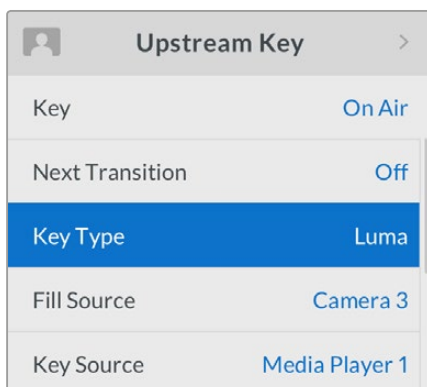 Upstream Key
Key On Air
Next Transition Off
Key Type Luma
Fill Source Camera 3
Key Source Media Player 1